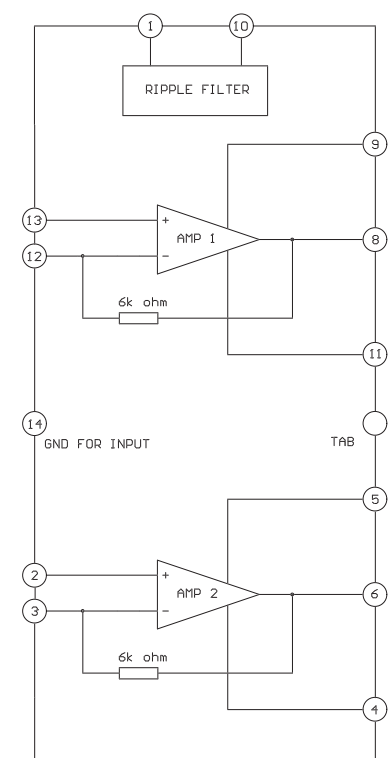 1 10
RIPPLE FILTER
9
13 +
AMP 1 8
12 −
6k ohm
11
14
GND FOR INPUT TAB
5
2 +
AMP 2 6
3 −
6k ohm
4